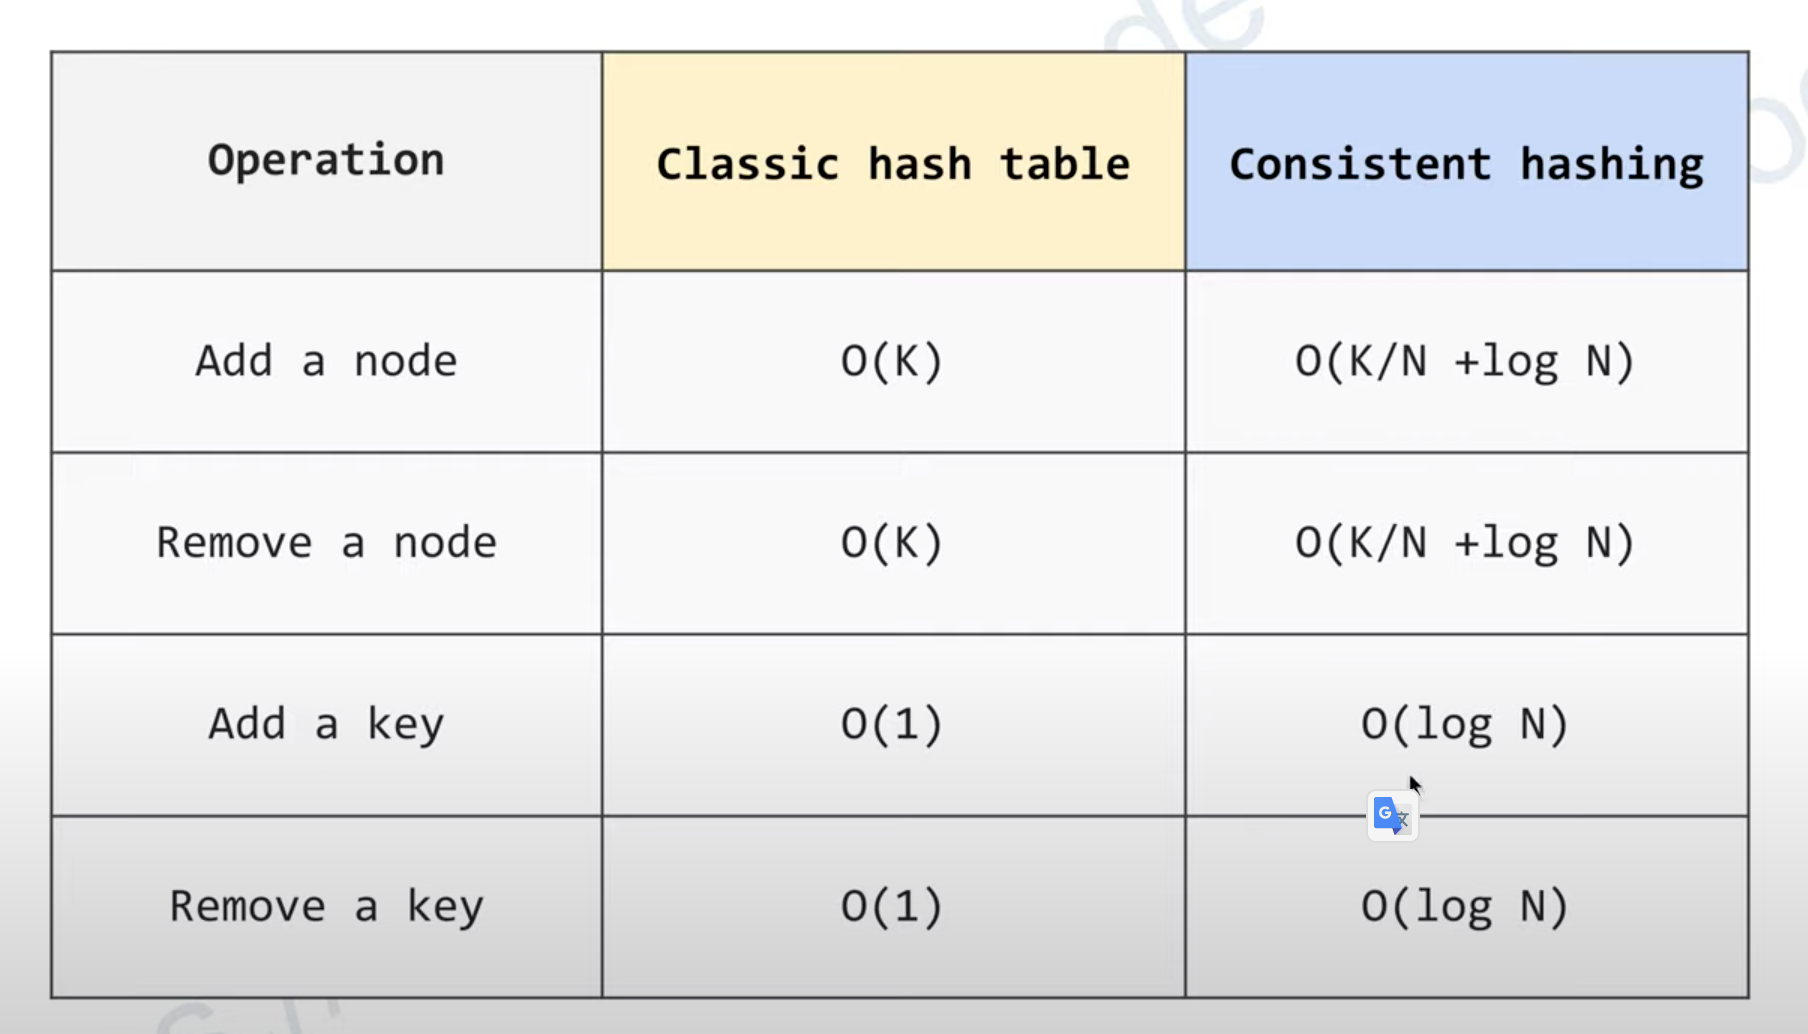 de
Operation Classic hash table Consistent hashing
Add a node O(K) O(K/N +log N)
Remove a node O(K) O(K/N +log N)
Add a key O(1) O(log N)
Remove a key O(1) O(log N)